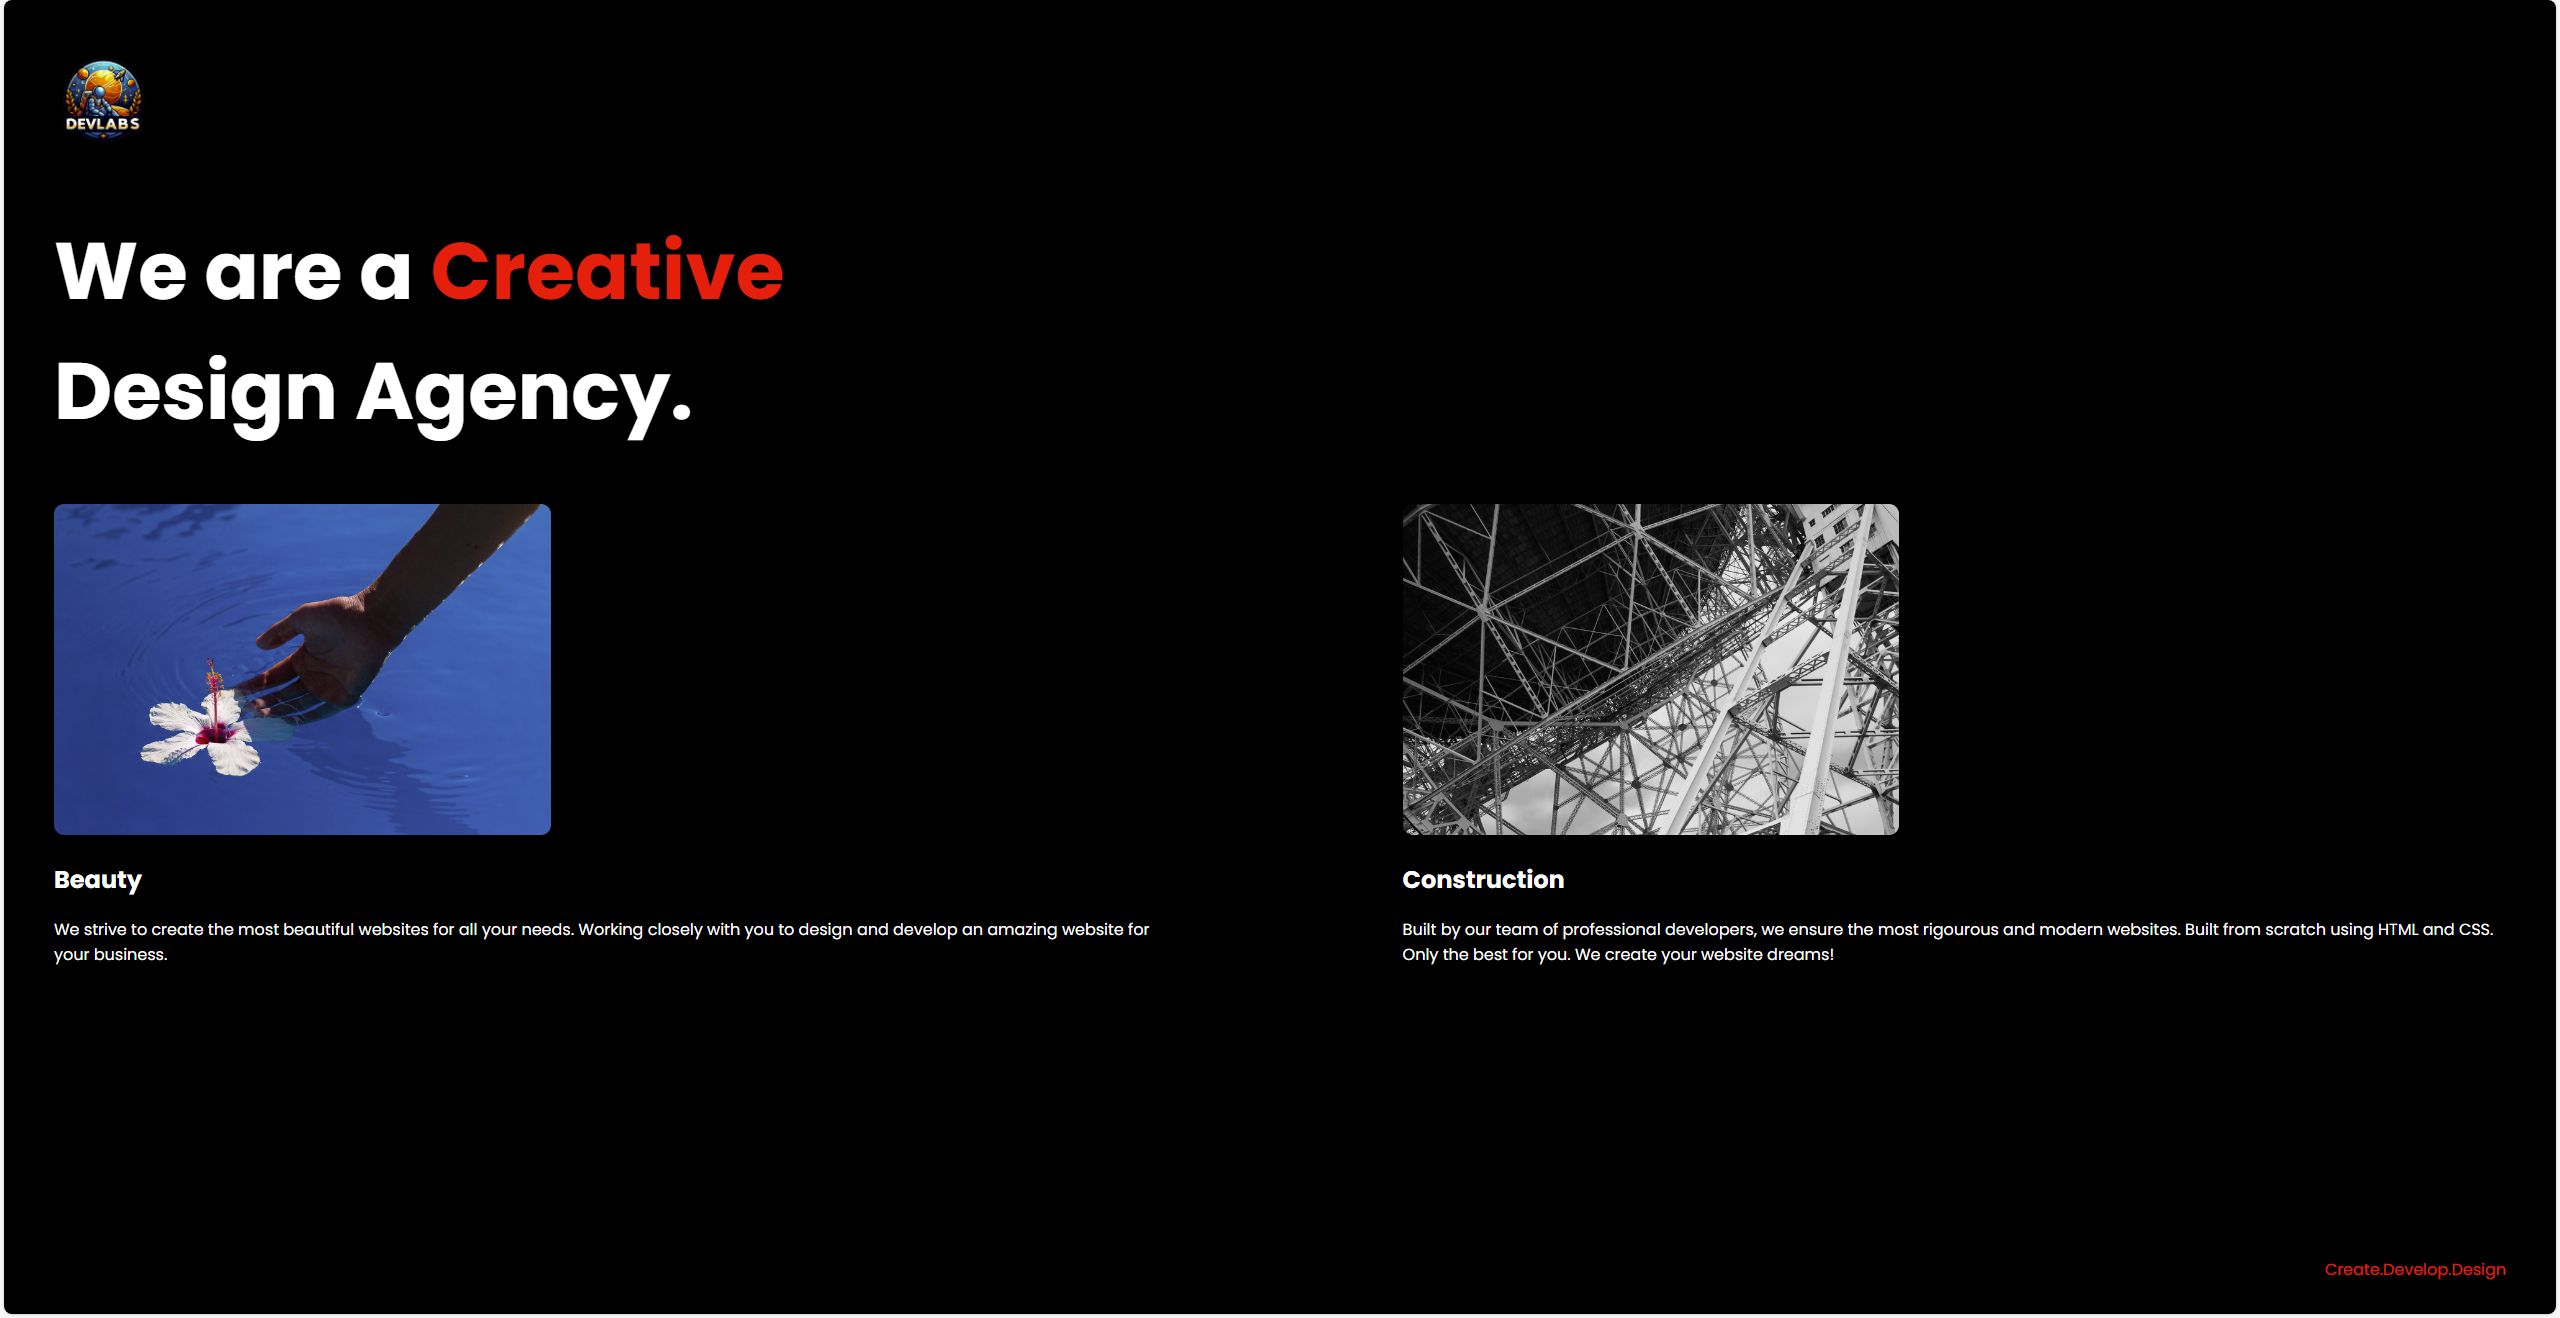 DEVLABS
We are a Creative
Design Agency.
Beauty
We strive to create the most beautiful websites for all your needs. Working closely with you to design and develop an amazing website for
your business.
Construction
Built by our team of professional developers, we ensure the most rigourous and modern websites. Built from scratch using HTML and CSS.
Only the best for you. We create your website dreams!
Create.Develop.Design